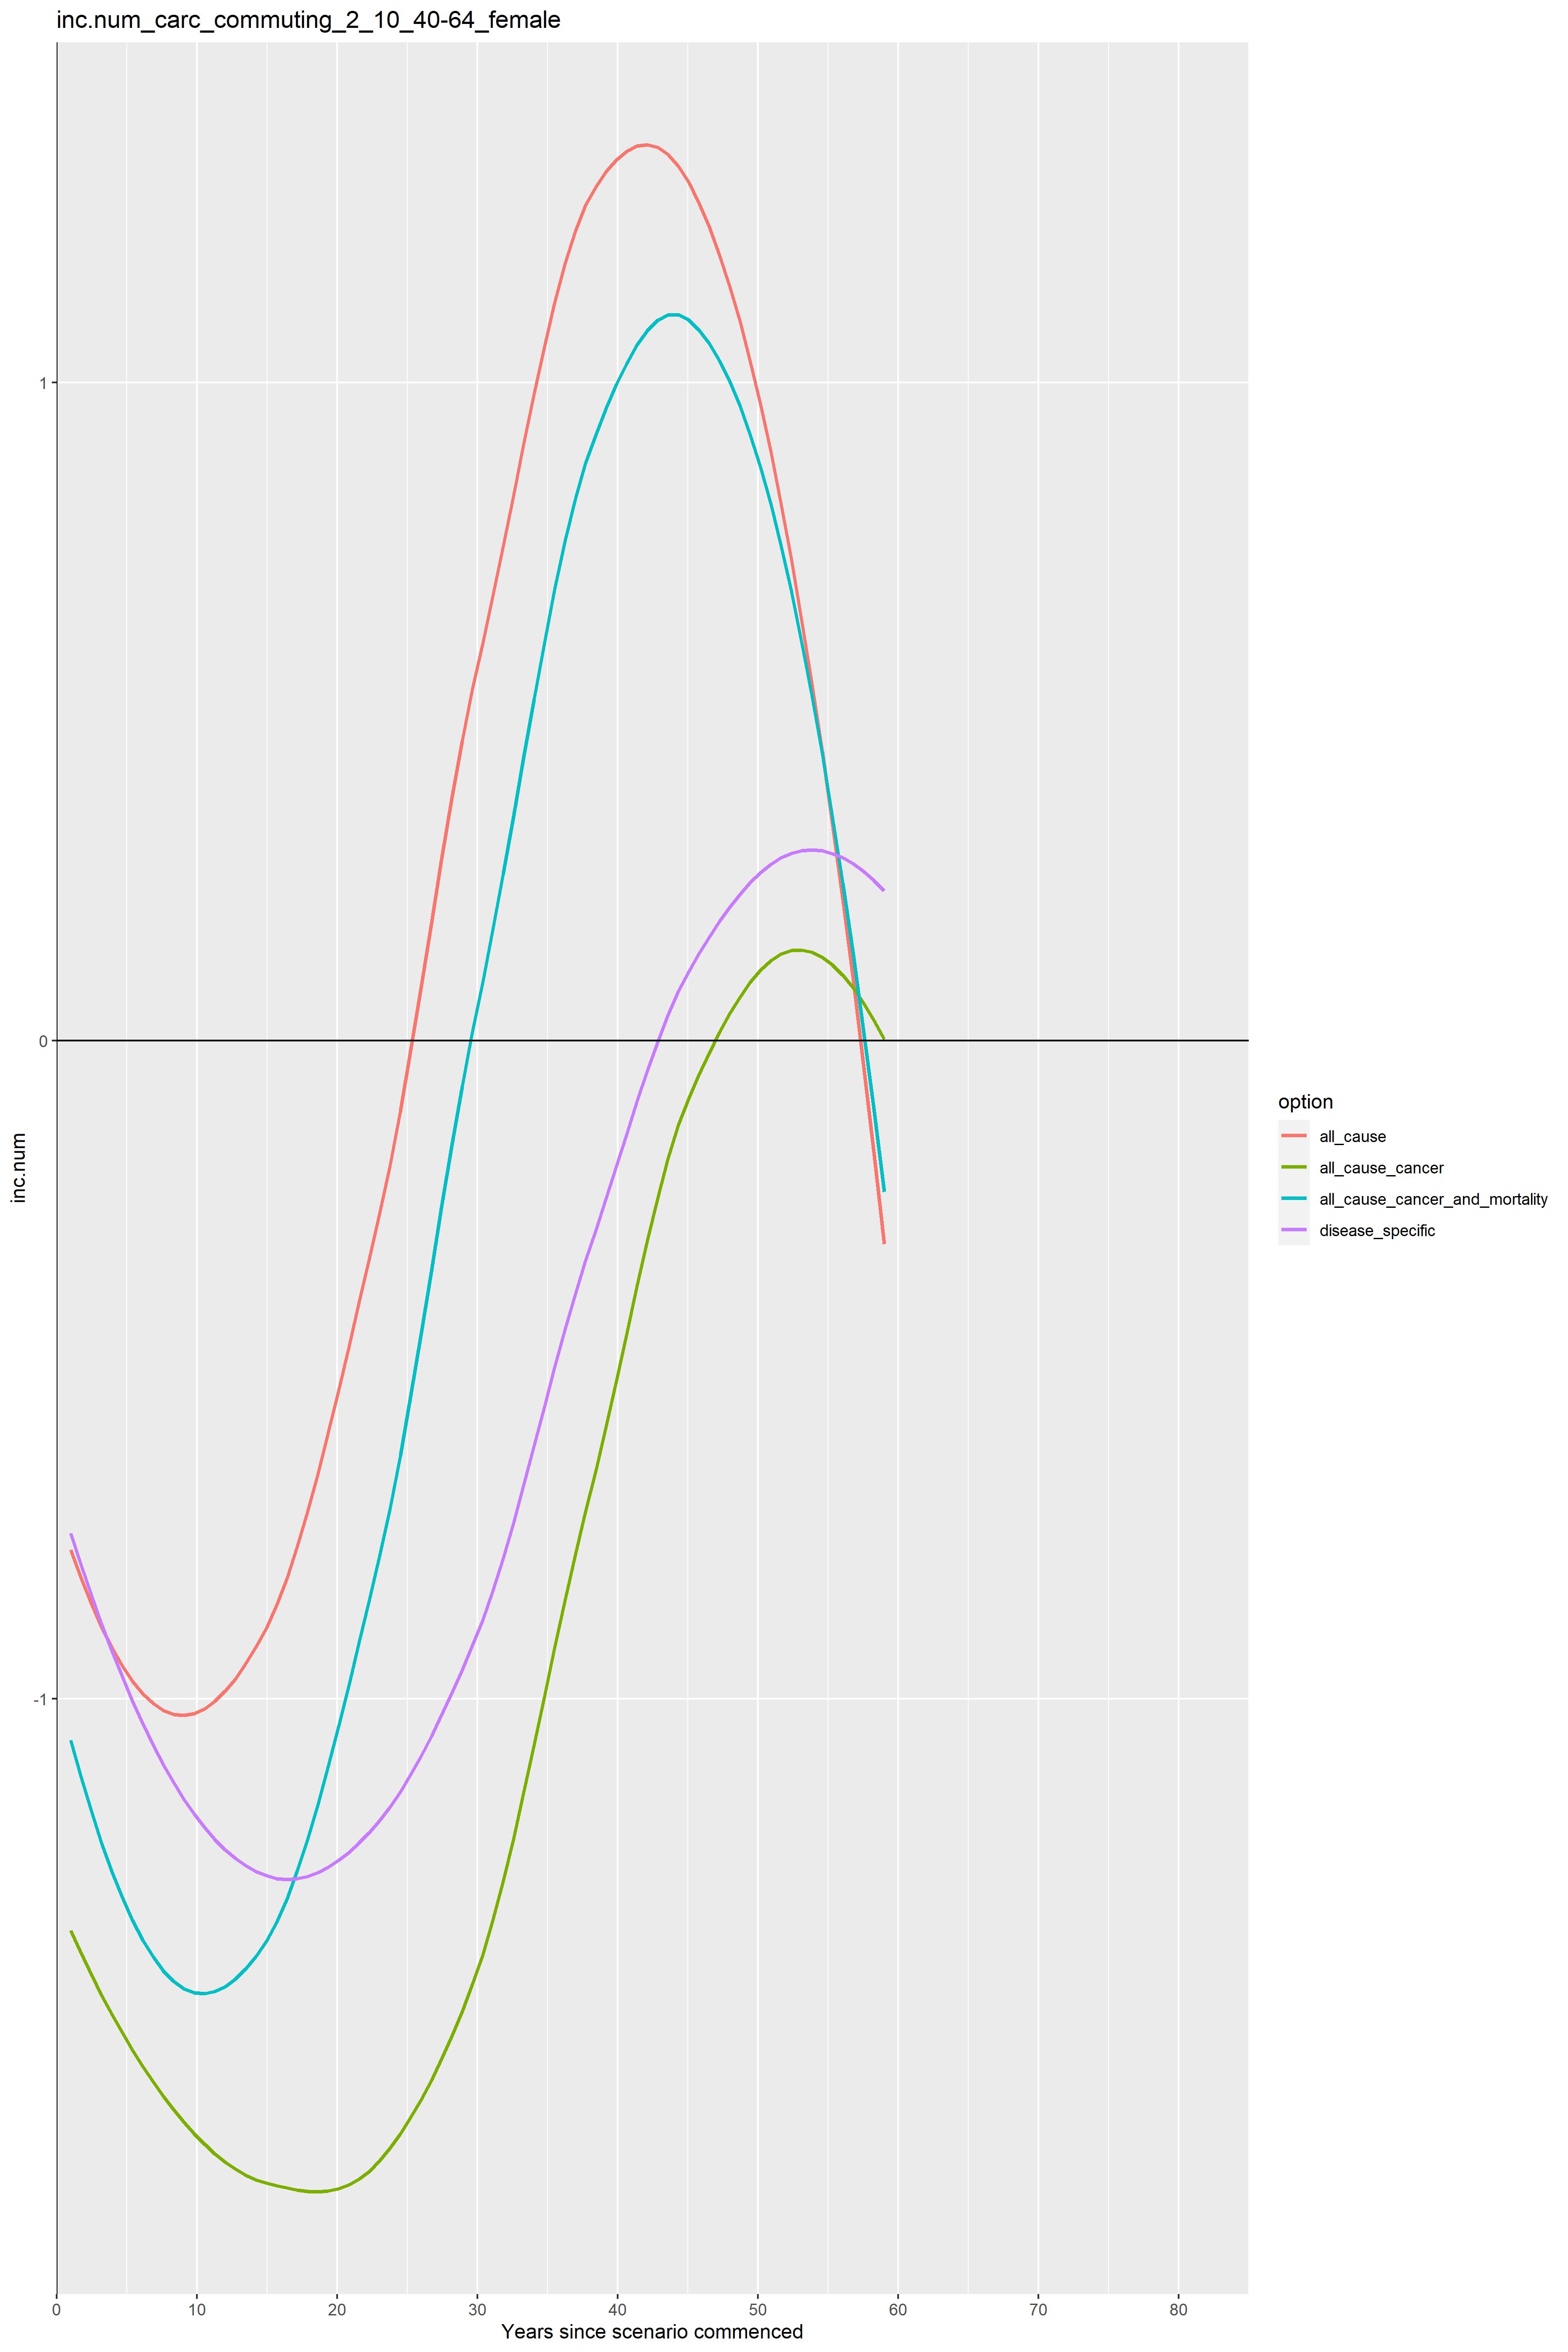 inc.num_carc_commuting_2_10_40-64_female
inc.num
1
0
-1
0 10 20 30 40 50 60 70 80
Years since scenario commenced
option
all_cause
all_cause_cancer
all_cause_cancer_and_mortality
disease_specific